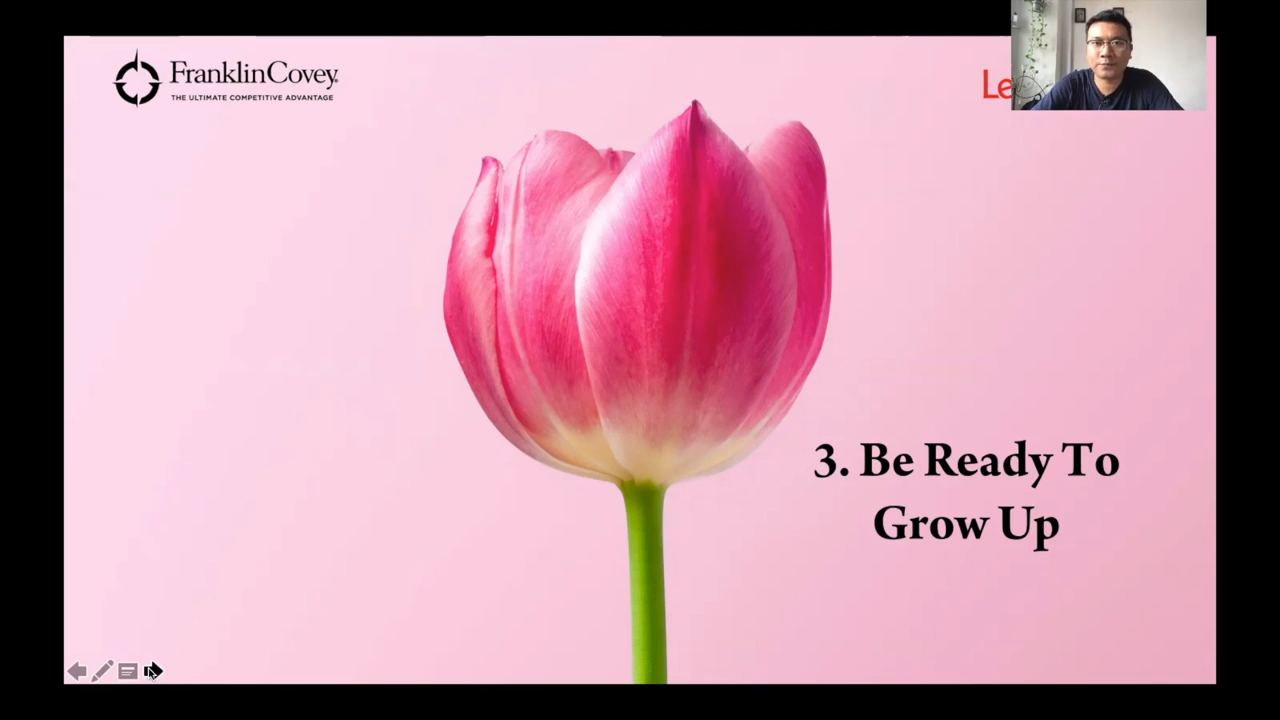 FranklinCovey
THE ULTIMATE COMPETITIVE ADVANTAGE
3. Be Ready To
Grow Up